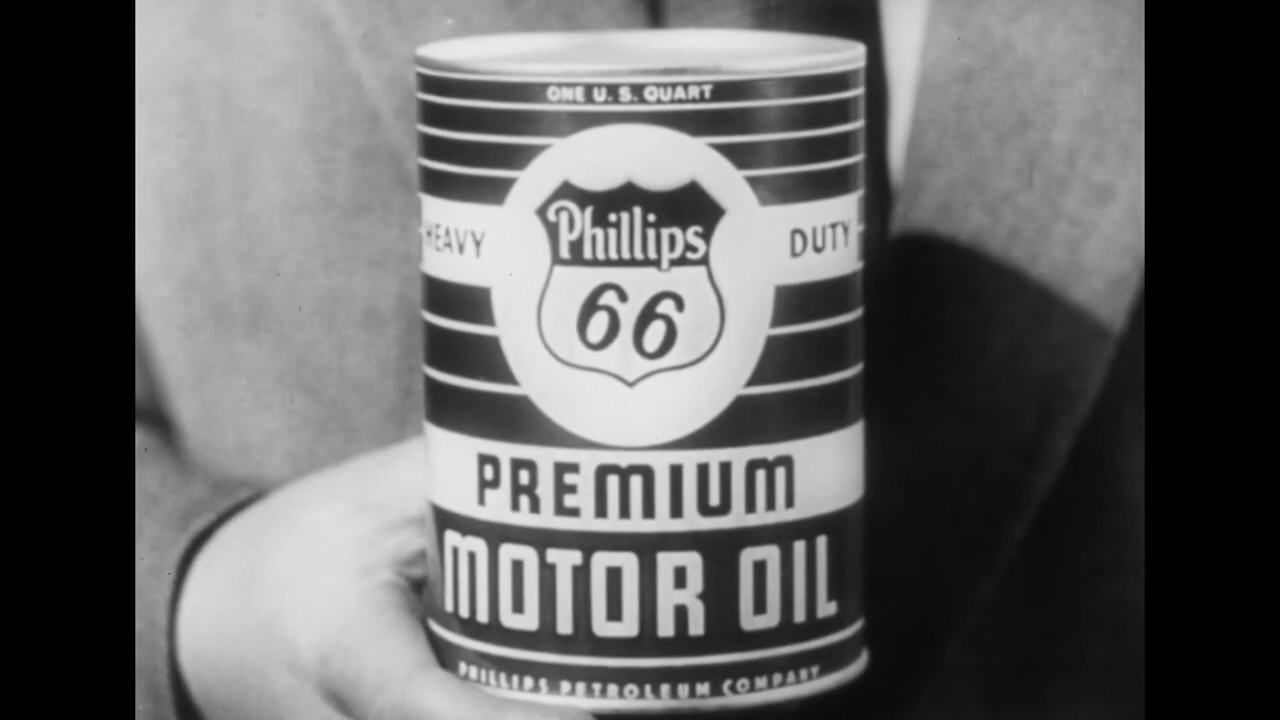 ONE U. S. QUART
HEAVY DUTY
Phillips
66
PREMIUM
MOTOR OIL
PHILLIPS PETROLEUM COMPANY